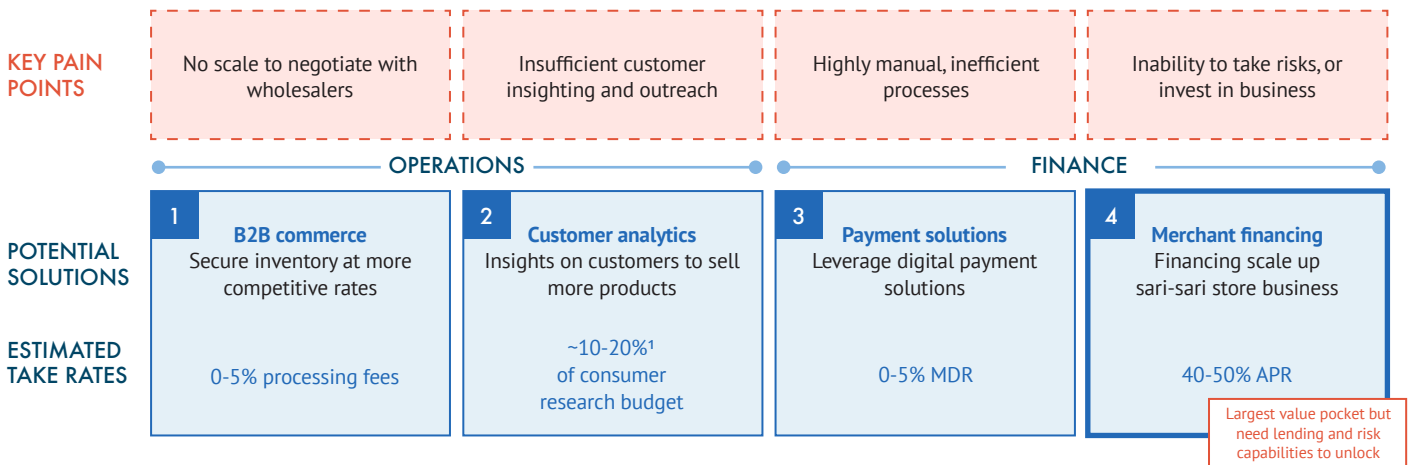 KEY PAIN
POINTS
No scale to negotiate with
wholesalers
Insufficient customer
insighting and outreach
Highly manual, inefficient
processes
Inability to take risks, or
invest in business
OPERATIONS
FINANCE
POTENTIAL
SOLUTIONS
1
B2B commerce
Secure inventory at more
competitive rates
2
Customer analytics
Insights on customers to sell
more products
3
Payment solutions
Leverage digital payment
solutions
4
Merchant financing
Financing scale up
sari-sari store business
ESTIMATED
TAKE RATES
0-5% processing fees
~10-20%¹
of consumer
research budget
0-5% MDR
40-50% APR
Largest value pocket but
need lending and risk
capabilities to unlock